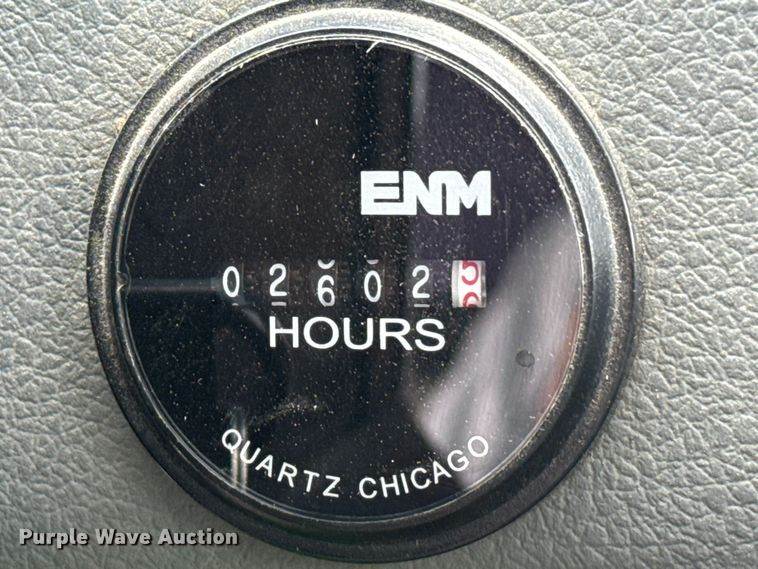 ENM
02602
HOURS
QUARTZ CHICAGO
Purple Wave Auction